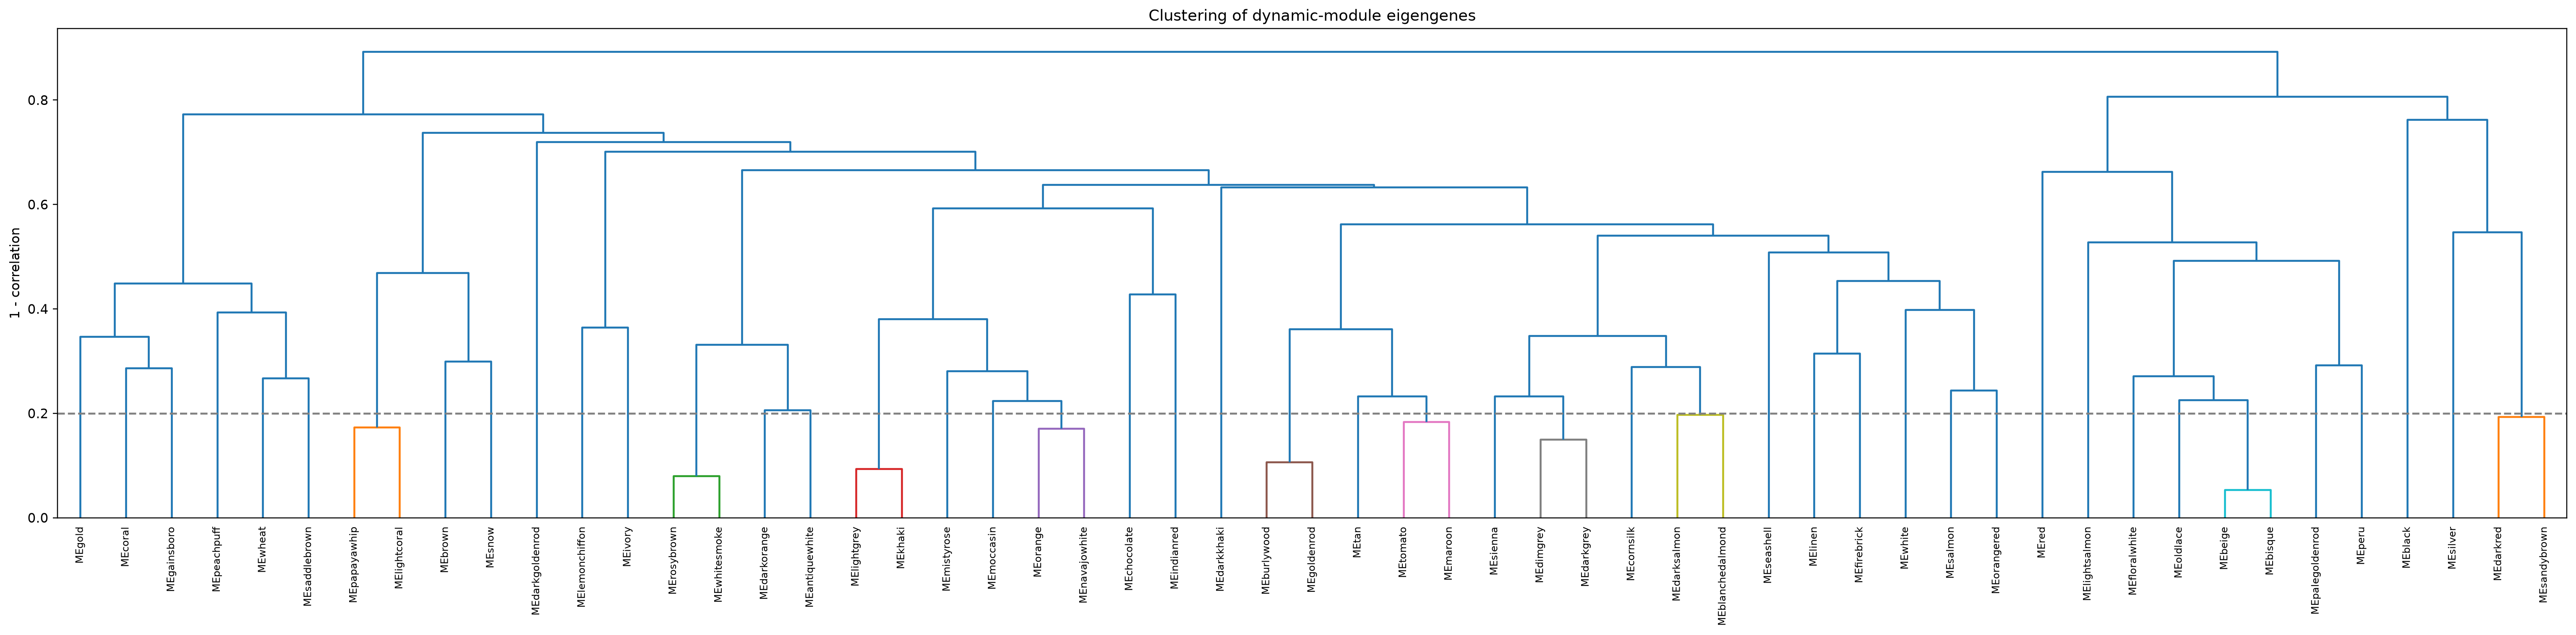 Clustering of dynamic-module eigengenes
1 - correlation
0.8
0.6
0.4
0.2
0.0
MEgold
MEcoral
MEgainsboro
MEpeachpuff
MEwheat
MEsaddlebrown
MEpapayawhip
MElightcoral
MEbrown
MEsnow
MEdarkgoldenrod
MElemonchiffon
MEivory
MErosybrown
MEwhitesmoke
MEdarkorange
MEantiquewhite
MElightgrey
MEkhaki
MEmistyrose
MEmoccasin
MEorange
MEnavajowhite
MEchocolate
MEindianred
MEdarkkhaki
MEburlywood
MEgoldenrod
MEtan
MEtomato
MEmaroon
MEsienna
MEdimgrey
MEdarkgrey
MEcornsilk
MEdarksalmon
MEblanchedalmond
MEseashell
MElinen
MEfirebrick
MEwhite
MEsalmon
MEorangered
MEred
MElightsalmon
MEfloralwhite
MEoldlace
MEbeige
MEbisque
MEpalegoldenrod
MEperu
MEblack
MEsilver
MEdarkred
MEsandybrown